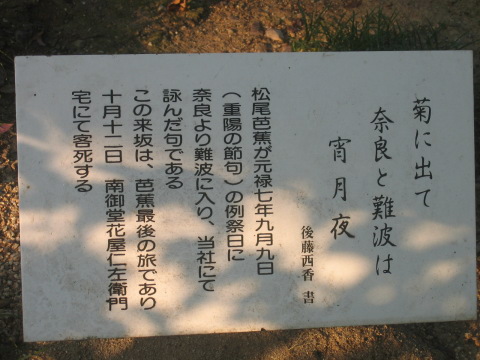 菊に出て
奈良と難波は
宵月夜
後藤西香 書
松尾芭蕉が元禄七年九月九日
(重陽の節句)の例祭日に
奈良より難波に入り、当社にて
詠んだ句である
この来坂は、芭蕉最後の旅であり
十月十二日 南御堂花屋仁左衛門
宅にて客死する